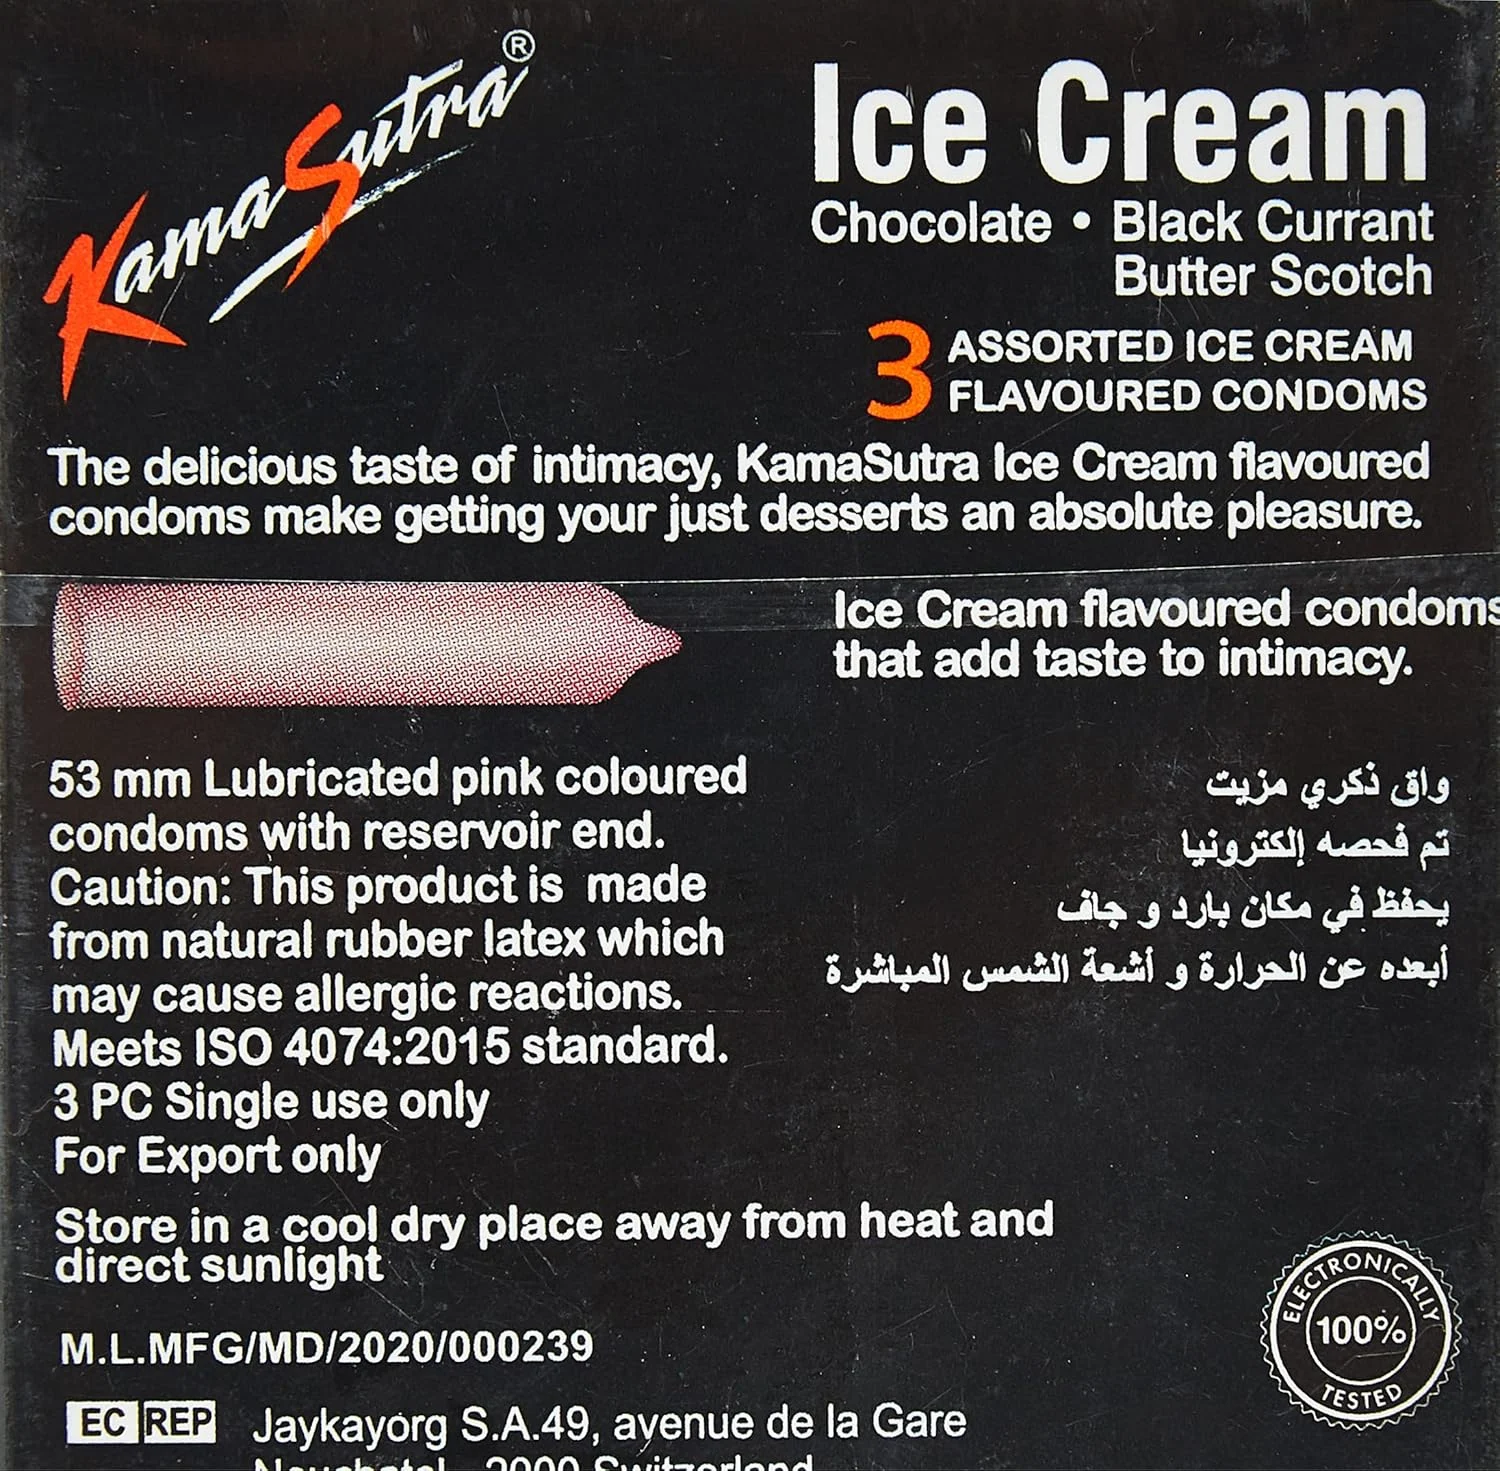 KamaSutra®
Ice Cream
Chocolate • Black Currant
Butter Scotch
3 ASSORTED ICE CREAM
FLAVOURED CONDOMS
The delicious taste of intimacy, KamaSutra Ice Cream flavoured
condoms make getting your just desserts an absolute pleasure.
Ice Cream flavoured condoms
that add taste to intimacy.
53 mm Lubricated pink coloured
condoms with reservoir end.
Caution: This product is made
from natural rubber latex which
may cause allergic reactions.
Meets ISO 4074:2015 standard.
3 PC Single use only
For Export only
واق ذكري مزيت
تم فحصه إلكترونيا
يحفظ في مكان بارد و جاف
أبعده عن الحرارة و أشعة الشمس المباشرة
Store in a cool dry place away from heat and
direct sunlight
M.L.MFG/MD/2020/000239
ELECTRONICALLY
100%
TESTED
EC REP Jaykayorg S.A.49, avenue de la Gare
2000 Switzerland